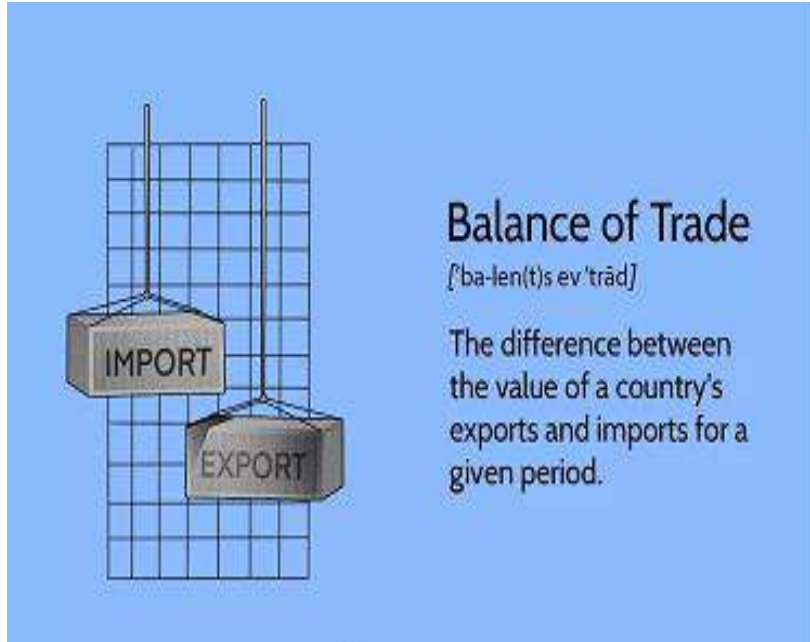 IMPORT
EXPORT
Balance of Trade
['ba-len(t)s ev 'trād]
The difference between
the value of a country's
exports and imports for a
given period.